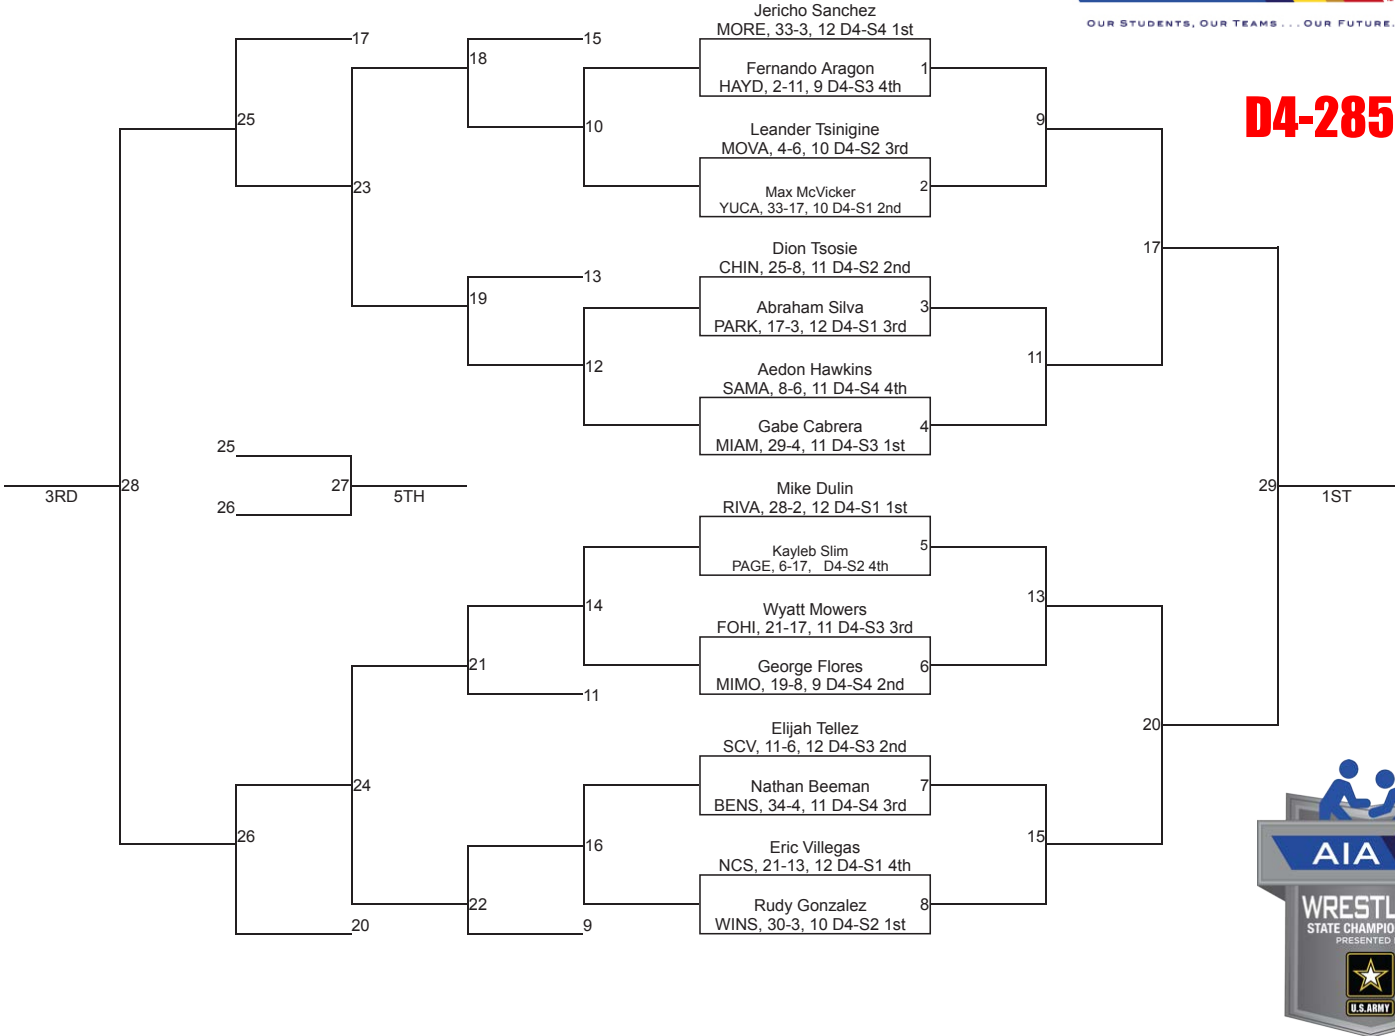 OUR STUDENTS, OUR TEAMS . . . OUR FUTURE.
D4-285
Jericho Sanchez
MORE, 33-3, 12 D4-S4 1st
Fernando Aragon
HAYD, 2-11, 9 D4-S3 4th
1
Leander Tsinigine
MOVA, 4-6, 10 D4-S2 3rd
Max McVicker
YUCA, 33-17, 10 D4-S1 2nd
2
Dion Tsosie
CHIN, 25-8, 11 D4-S2 2nd
Abraham Silva
PARK, 17-3, 12 D4-S1 3rd
3
Aedon Hawkins
SAMA, 8-6, 11 D4-S4 4th
Gabe Cabrera
MIAM, 29-4, 11 D4-S3 1st
4
Mike Dulin
RIVA, 28-2, 12 D4-S1 1st
Kayleb Slim
PAGE, 6-17, D4-S2 4th
5
Wyatt Mowers
FOHI, 21-17, 11 D4-S3 3rd
George Flores
MIMO, 19-8, 9 D4-S4 2nd
6
Elijah Tellez
SCV, 11-6, 12 D4-S3 2nd
Nathan Beeman
BENS, 34-4, 11 D4-S4 3rd
7
Eric Villegas
NCS, 21-13, 12 D4-S1 4th
Rudy Gonzalez
WINS, 30-3, 10 D4-S2 1st
8
9
11
13
15
17
20
29
1ST
17
15
18
10
25
23
13
19
12
25
28
3RD
27
5TH
26
14
21
11
24
26
16
22
20
9
AIA
WRESTL
STATE CHAMPIO
PRESENTED
U.S.ARMY